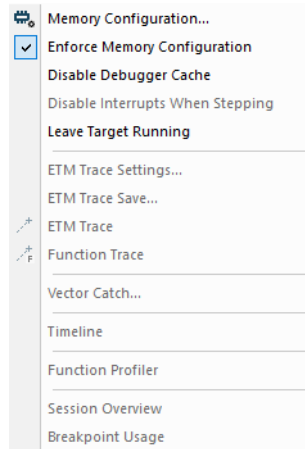 Memory Configuration...
Enforce Memory Configuration
Disable Debugger Cache
Disable Interrupts When Stepping
Leave Target Running
ETM Trace Settings...
ETM Trace Save...
ETM Trace
F Function Trace
Vector Catch...
Timeline
Function Profiler
Session Overview
Breakpoint Usage